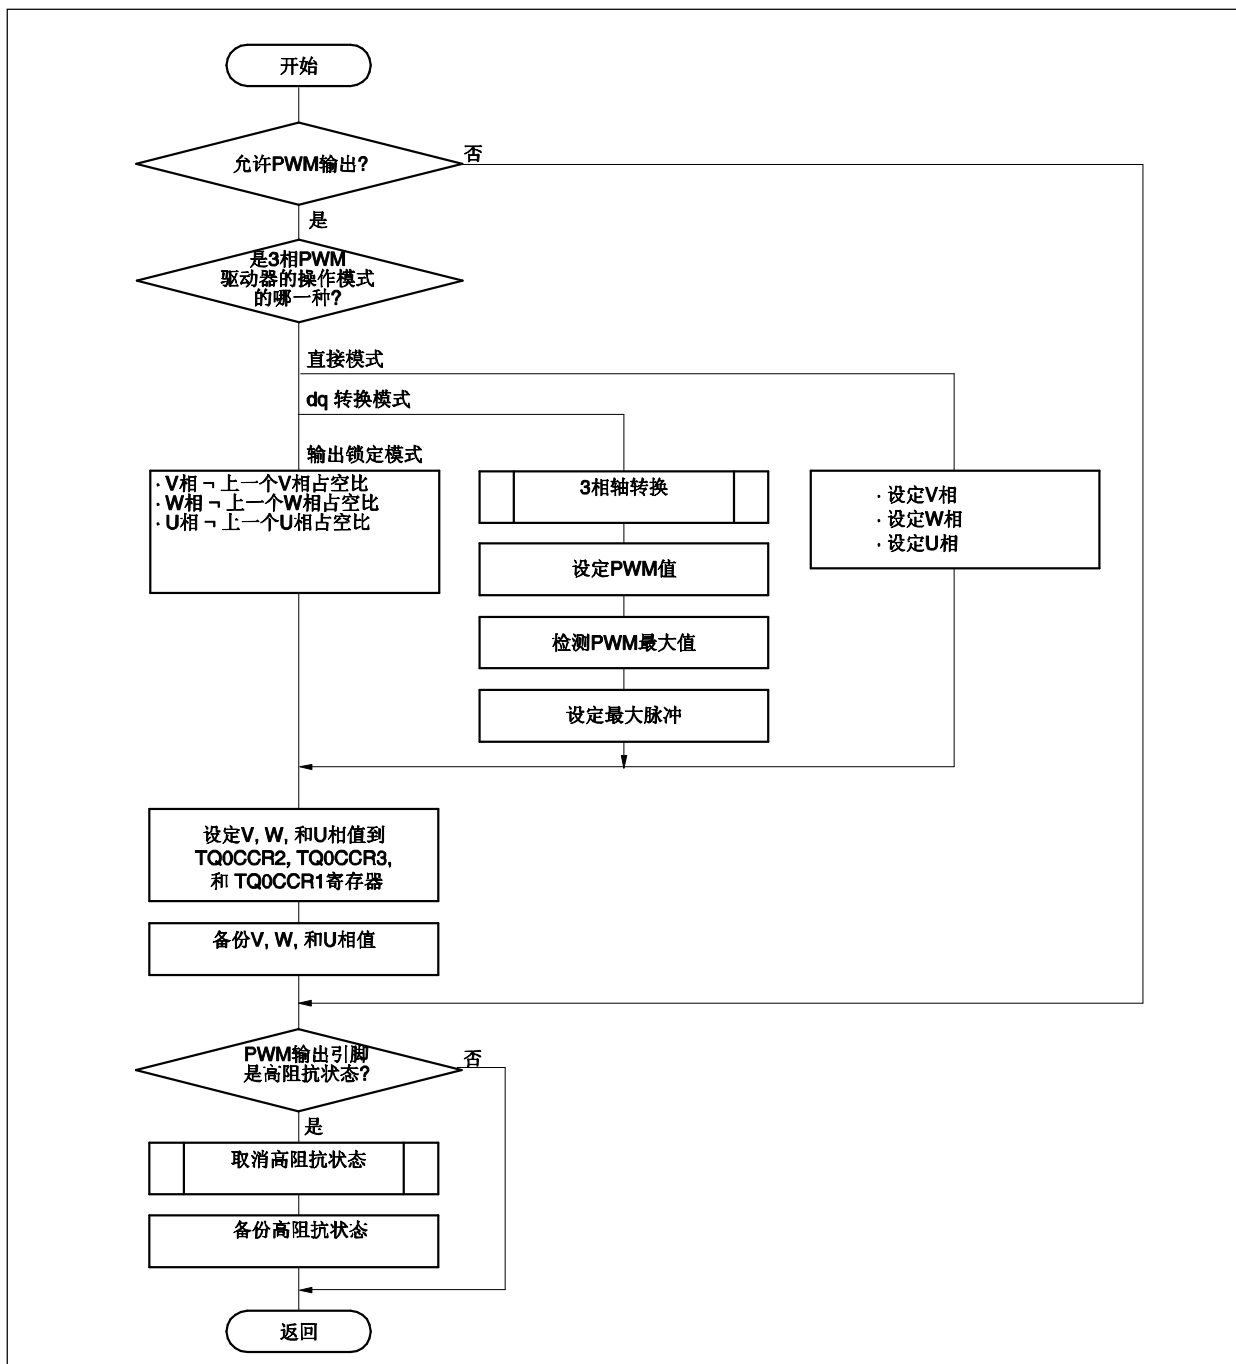 开始
允许PWM输出?
否
是
是3相PWM
驱动器的操作模式
的哪一种?
直接模式
dq 转换模式
输出锁定模式
· V相 ¬ 上一个V相占空比
· W相 ¬ 上一个W相占空比
· U相 ¬ 上一个U相占空比
3相轴转换
设定PWM值
检测PWM最大值
设定最大脉冲
· 设定V相
· 设定W相
· 设定U相
设定V, W, 和U相值到
TQ0CCR2, TQ0CCR3,
和 TQ0CCR1寄存器
备份V, W, 和U相值
PWM输出引脚
是高阻抗状态?
否
是
取消高阻抗状态
备份高阻抗状态
返回